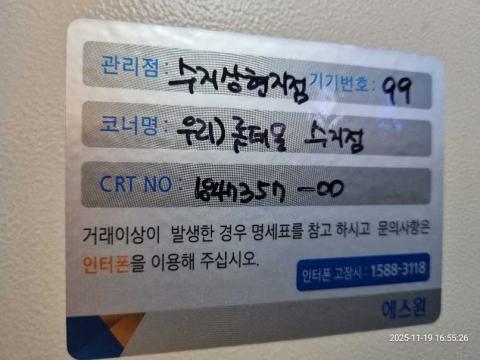 관리점 : 수지상현지점 기기번호 : 99
코너명 : 우리) 롯데몰 수지점
CRT NO : 1847357-00
거래이상이 발생한 경우 명세표를 참고 하시고 문의사항은
인터폰을 이용해 주십시오.
인터폰 고장시 : 1588-3118
에스원
2025-11-19 16:55:26